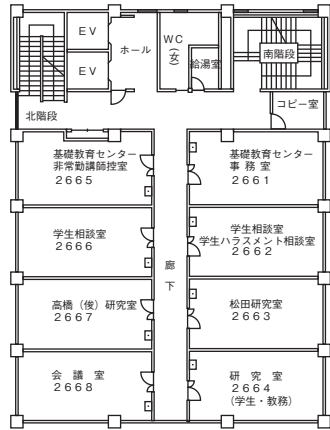 ＥＶ
ＥＶ
ホール
ＷＣ
（女）
給湯室
南階段
コピー室
北階段
基礎教育センター
非常勤講師控室
２６６５
基礎教育センター
事 務 室
２６６１
学生相談室
２６６６
学生相談室
学生ハラスメント相談室
２６６２
廊下
高橋（俊）研究室
２６６７
松田研究室
２６６３
会 議 室
２６６８
研 究 室
２６６４
（学生・教務）